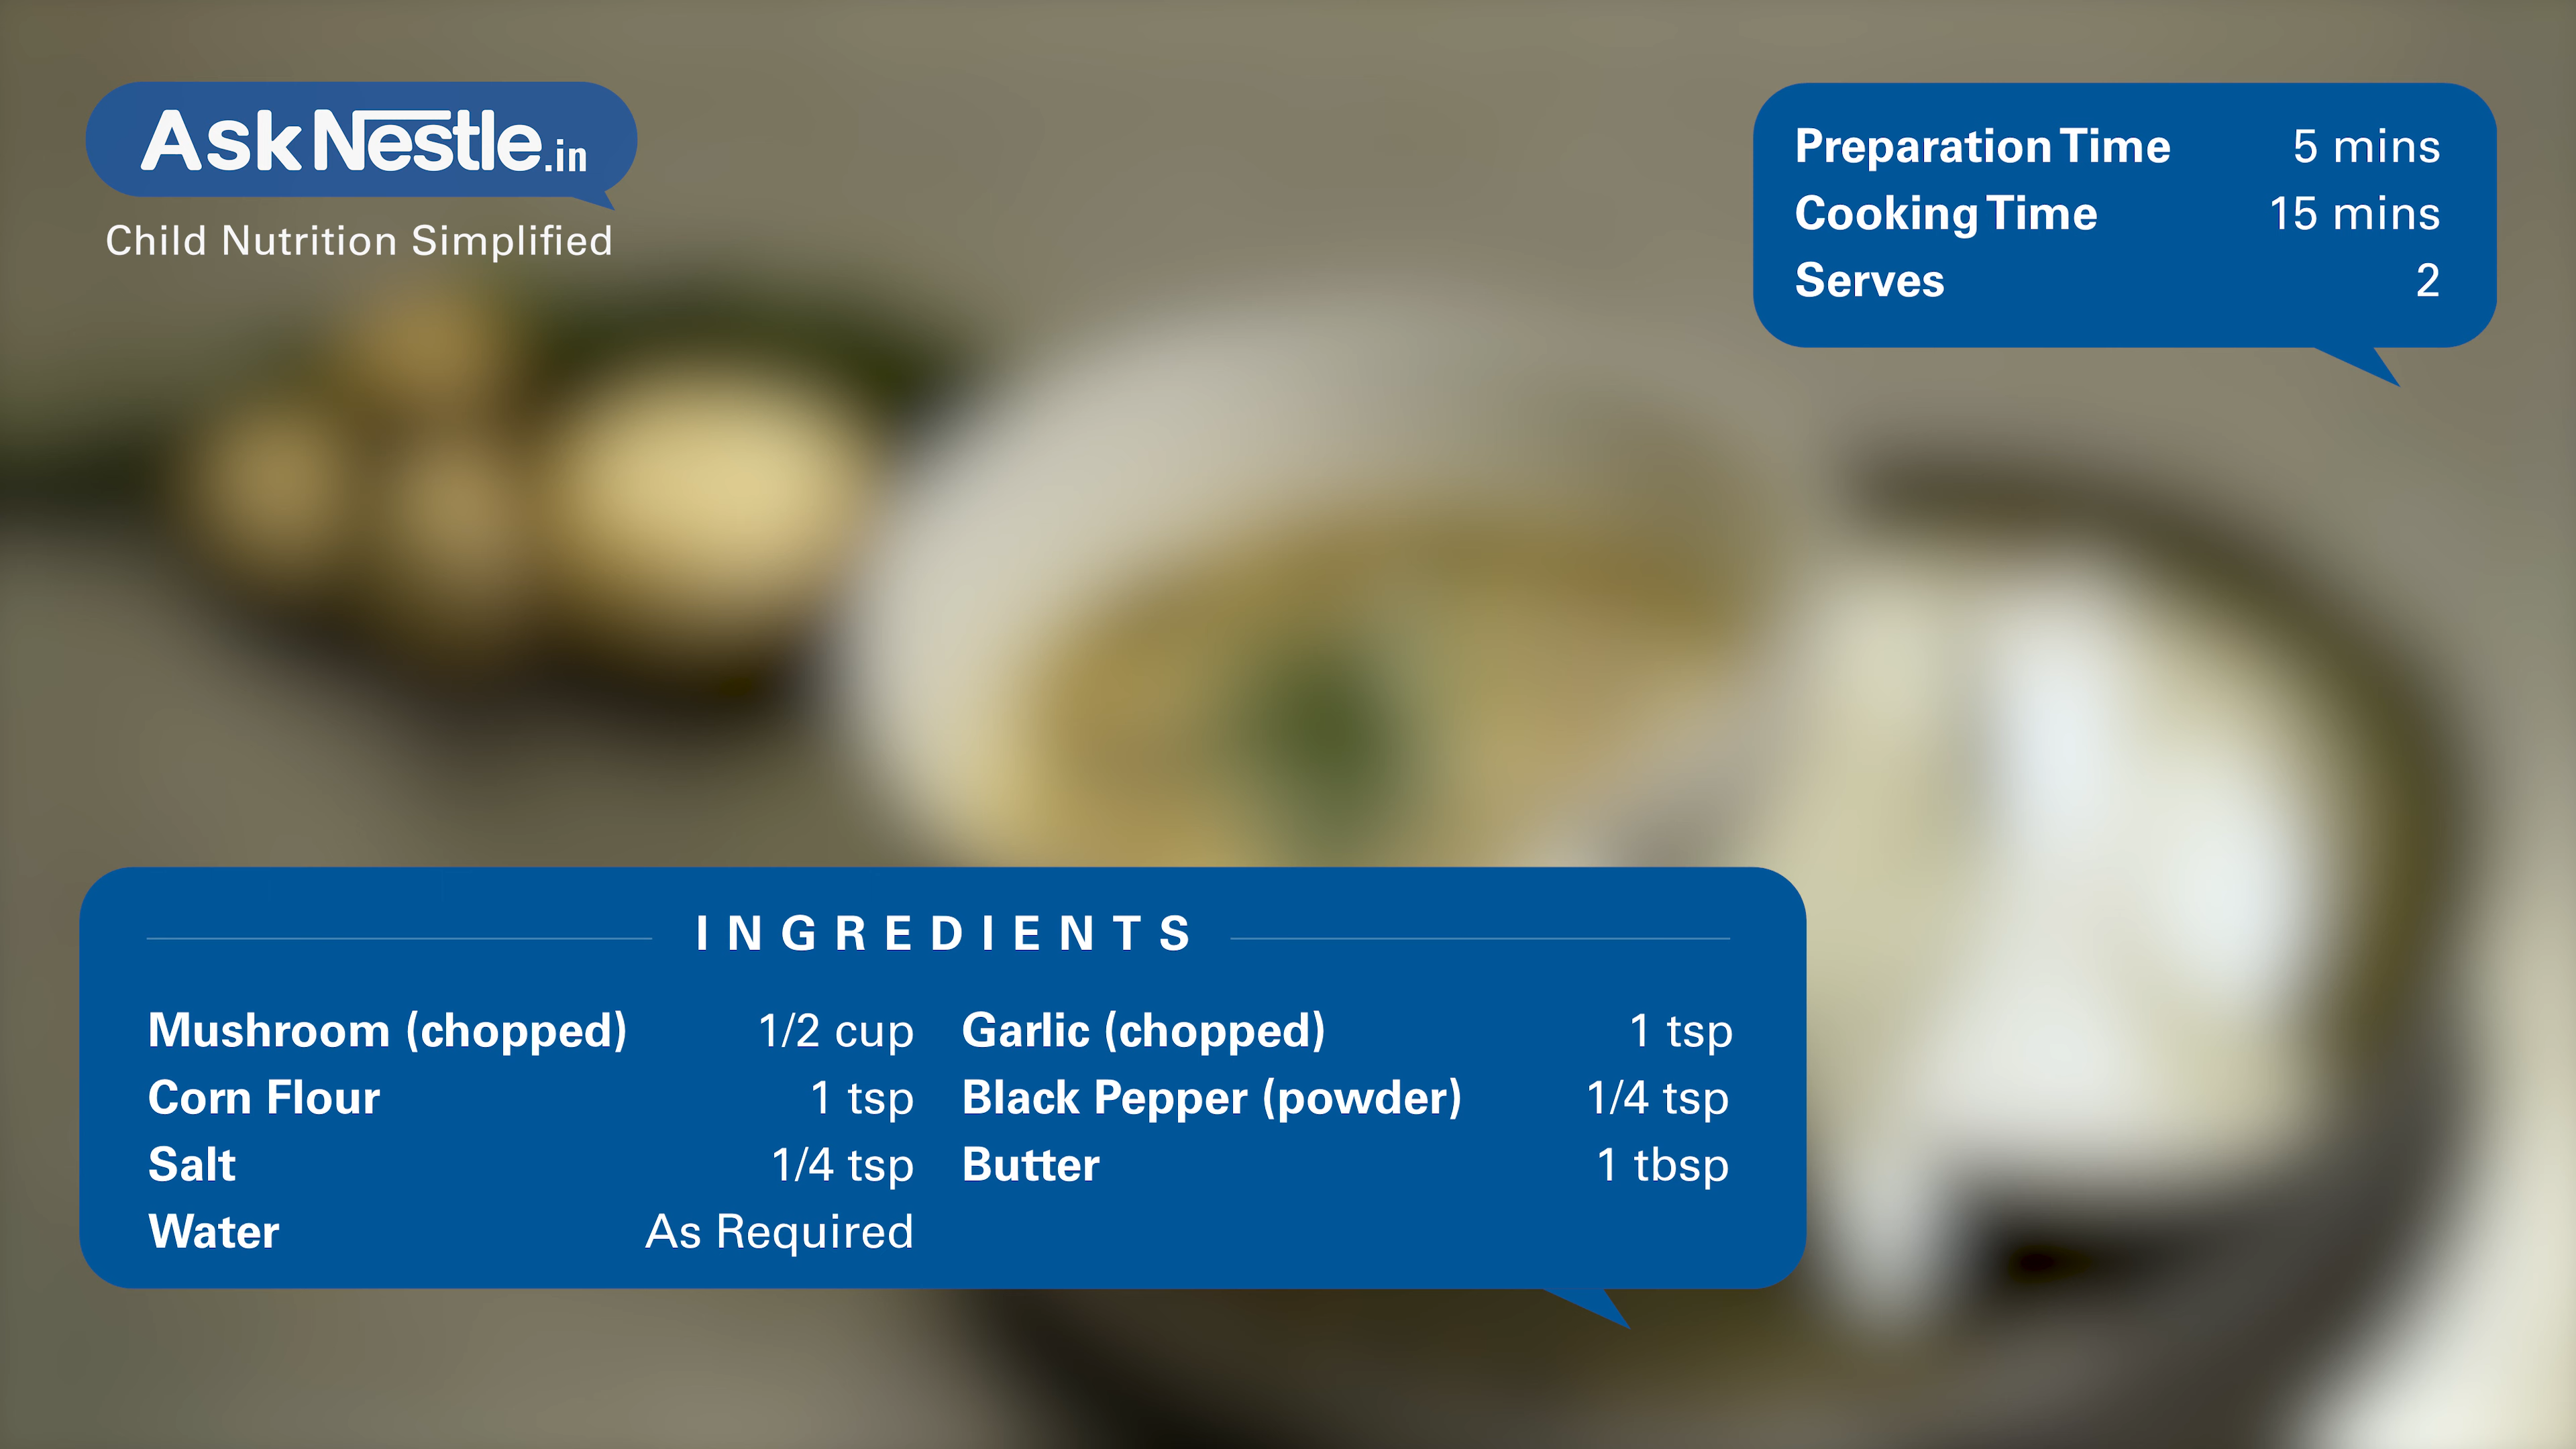 AskNestle.in
Child Nutrition Simplified
Preparation Time 5 mins
Cooking Time 15 mins
Serves 2
INGREDIENTS
Mushroom (chopped) 1/2 cup Garlic (chopped) 1 tsp
Corn Flour 1 tsp Black Pepper (powder) 1/4 tsp
Salt 1/4 tsp Butter 1 tbsp
Water As Required